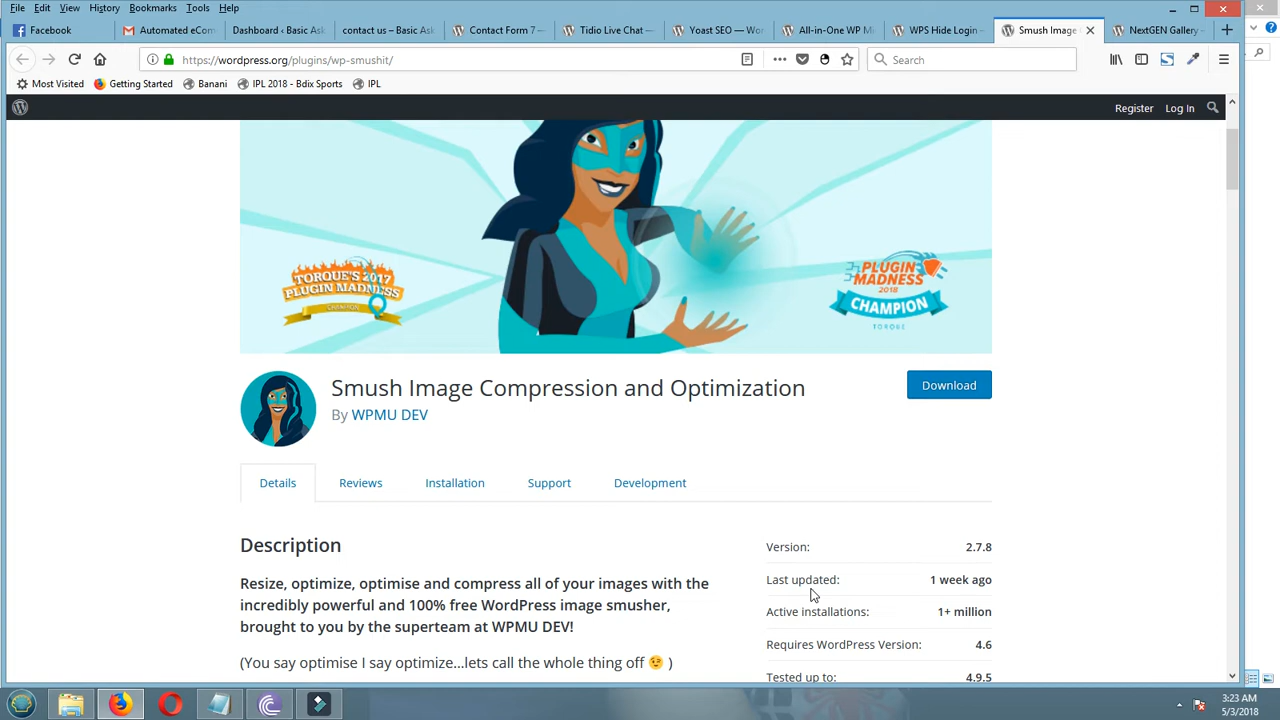 File Edit View History Bookmarks Tools Help
Facebook Automated eCom Dashboard ‹ Basic Ask contact us – Basic Ask Contact Form 7 – Tidio Live Chat — Yoast SEO — Wo All-in-One WP M WPS Hide Login Smush Image NextGEN Gallery
https://wordpress.org/plugins/wp-smushit/ Search
Most Visited Getting Started Banani IPL 2018 - Bdix Sports IPL
Register Log In
TORQUE'S 2017
PLUGIN MADNESS
CHAMPION
PLUGIN
MADNESS
2018
CHAMPION
TORQUE
Smush Image Compression and Optimization
Download
By WPMU DEV
Details Reviews Installation Support Development
Description
Resize, optimize, optimise and compress all of your images with the
incredibly powerful and 100% free WordPress image smusher,
brought to you by the superteam at WPMU DEV!
(You say optimise I say optimize...lets call the whole thing off 😉 )
Version: 2.7.8
Last updated: 1 week ago
Active installations: 1+ million
Requires WordPress Version: 4.6
Tested up to: 4.9.5
3:23 AM
5/3/2018